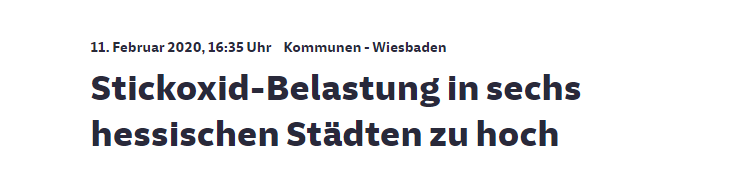 11. Februar 2020, 16:35 Uhr Kommunen - Wiesbaden
Stickoxid-Belastung in sechs
hessischen Städten zu hoch